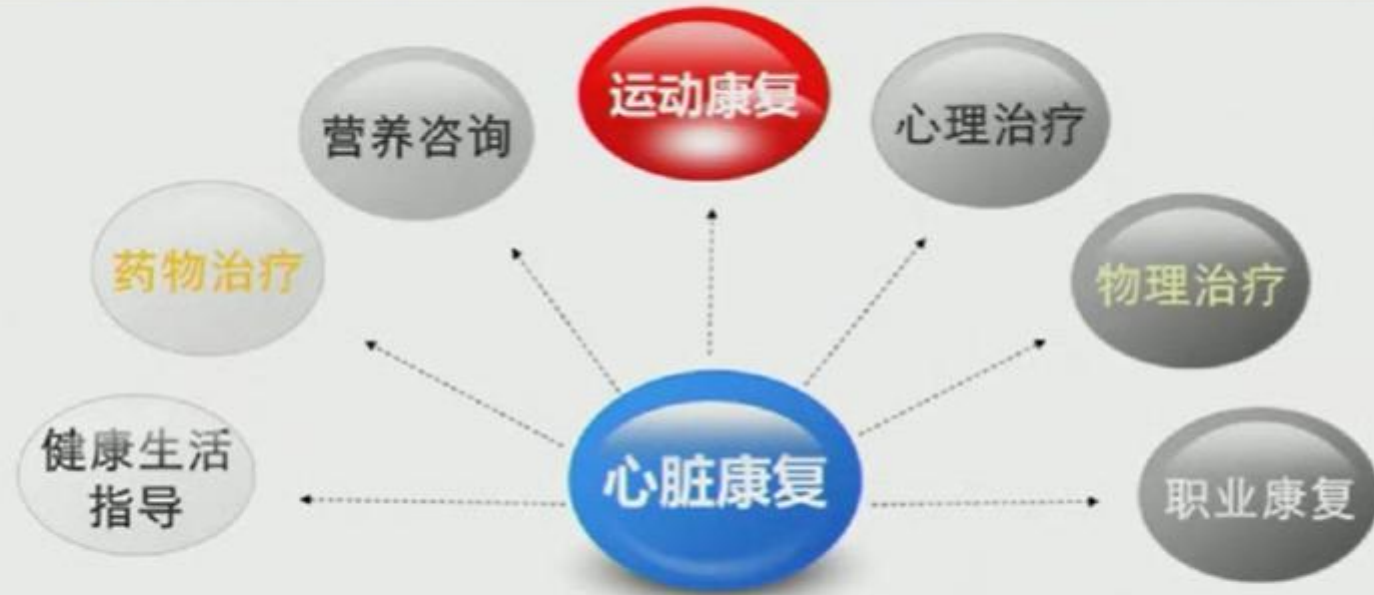 运动康复
营养咨询
心理治疗
药物治疗
物理治疗
健康生活
指导
心脏康复
职业康复